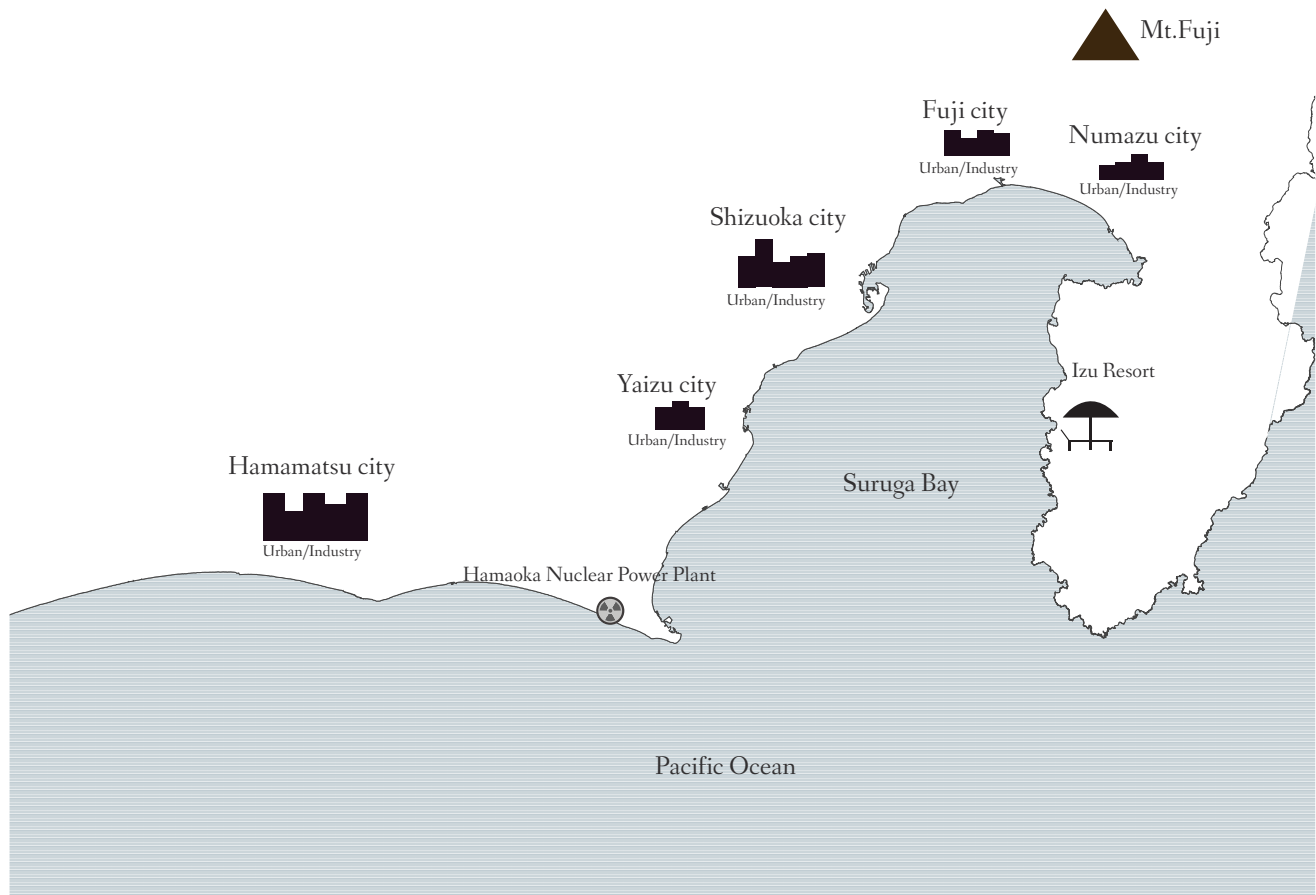 Mt.Fuji
Fuji city
Urban/Industry
Numazu city
Urban/Industry
Shizuoka city
Urban/Industry
Izu Resort
Yaizu city
Urban/Industry
Hamamatsu city
Urban/Industry
Suruga Bay
Hamaoka Nuclear Power Plant
Pacific Ocean